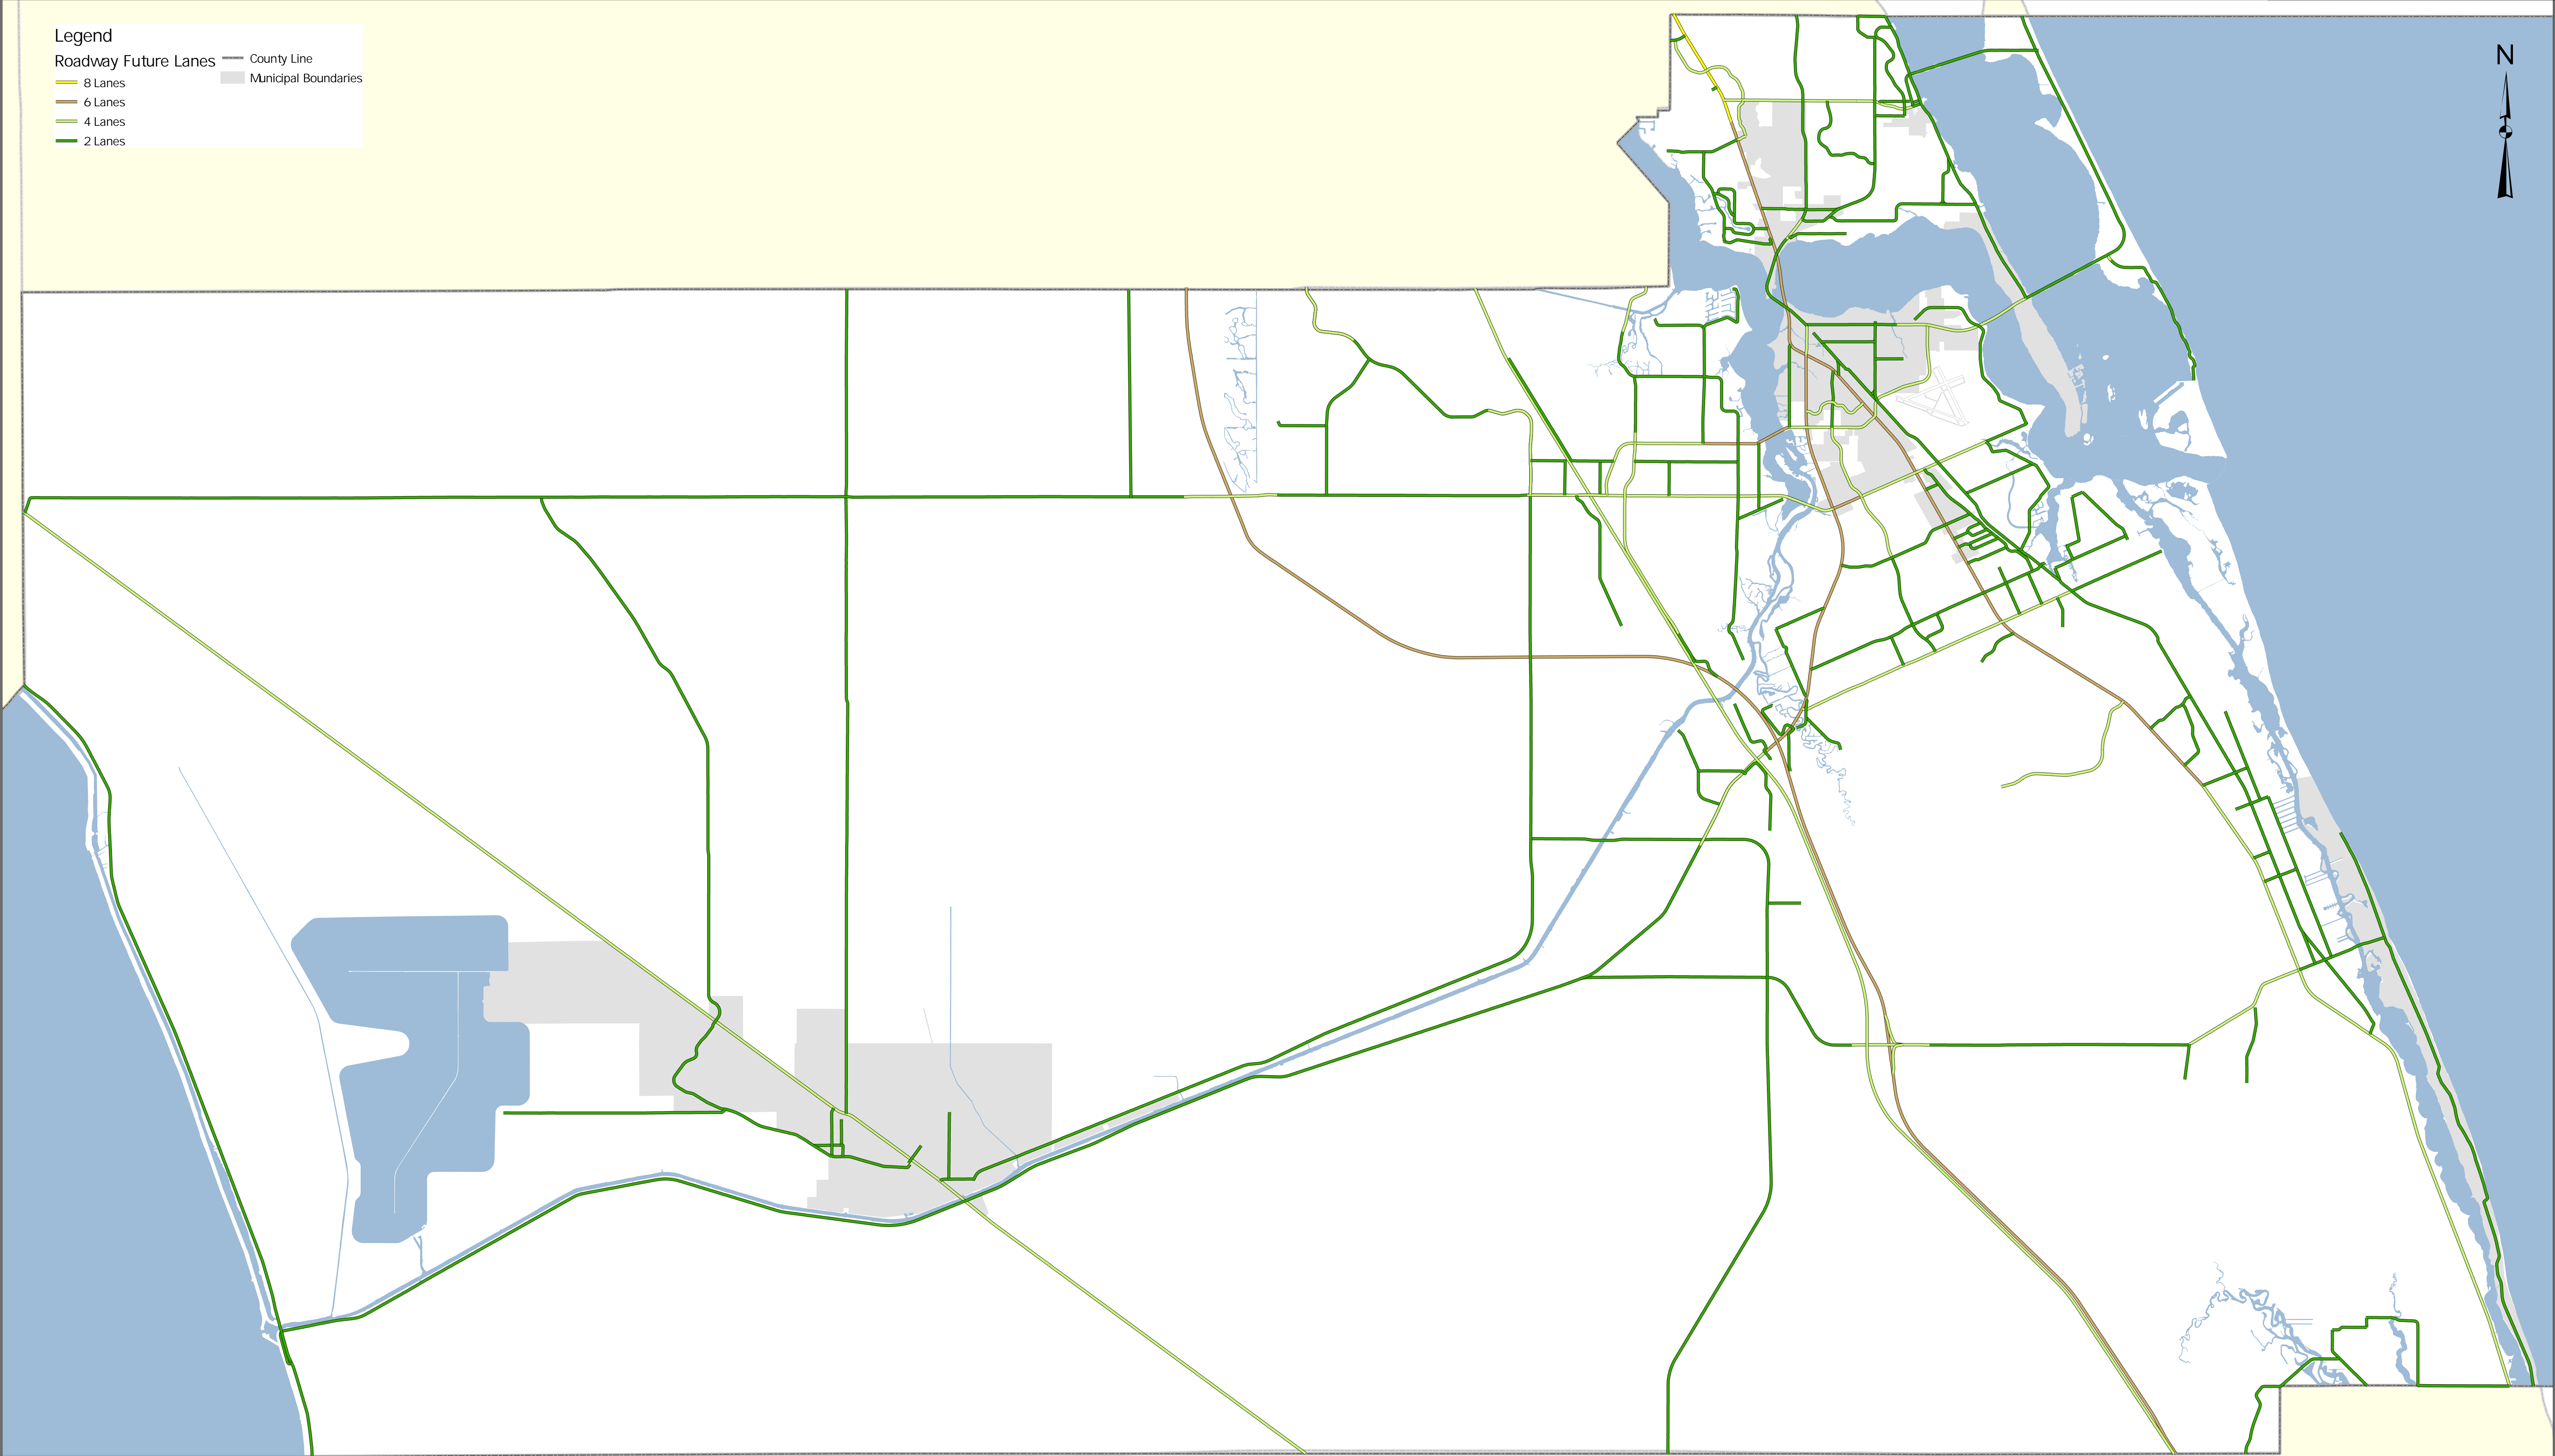 Legend
Roadway Future Lanes
8 Lanes
6 Lanes
4 Lanes
2 Lanes
County Line
Municipal Boundaries
N